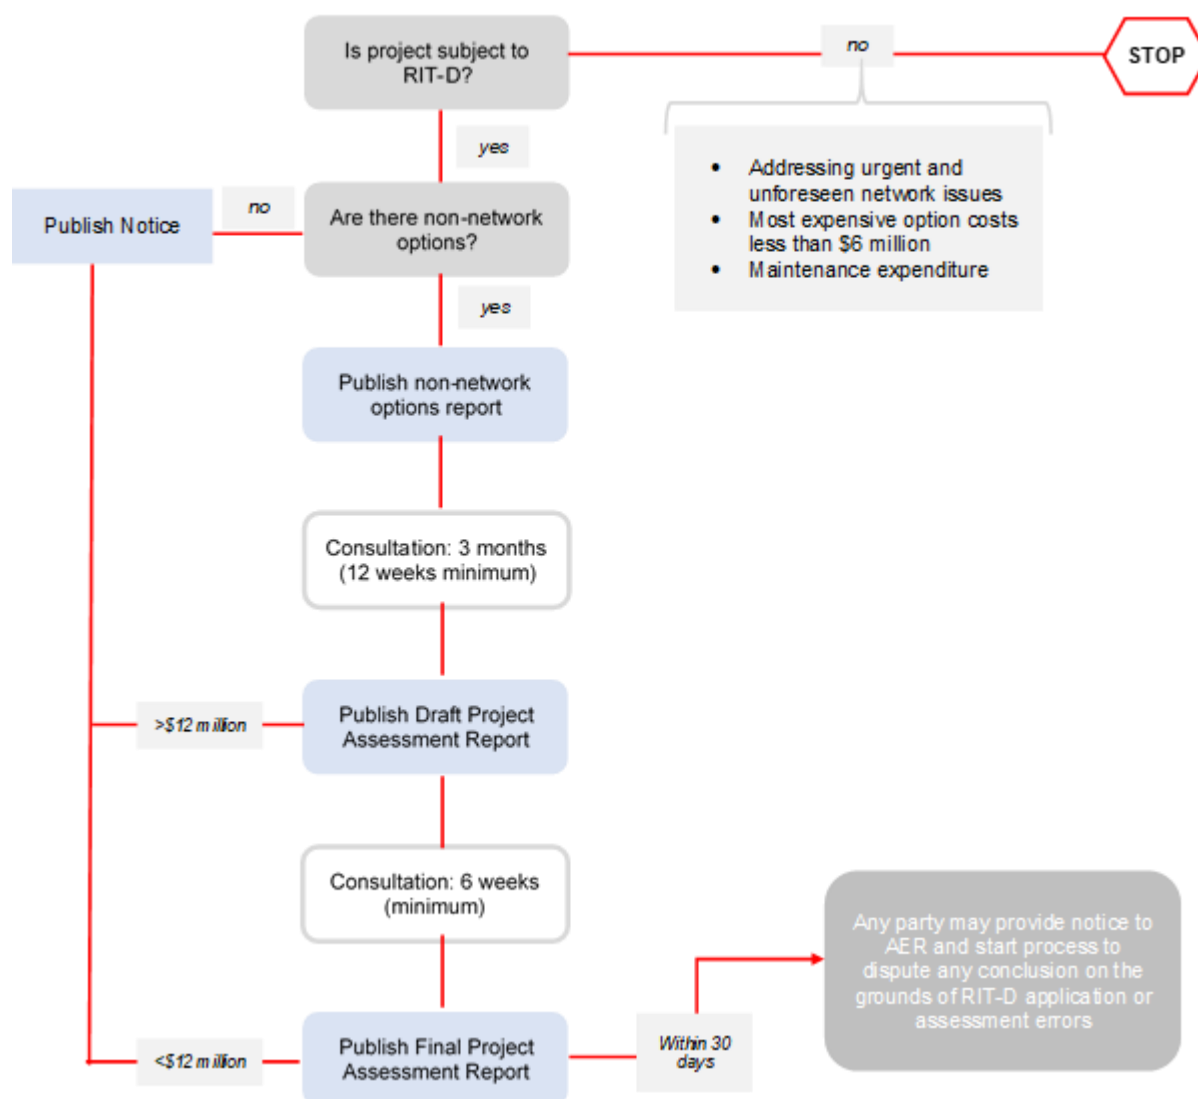 Is project subject to
RIT-D?
no
STOP
yes
• Addressing urgent and
unforeseen network issues
• Most expensive option costs
less than $6 million
• Maintenance expenditure
Publish Notice
no
Are there non-network
options?
yes
Publish non-network
options report
Consultation: 3 months
(12 weeks minimum)
>$12 million
Publish Draft Project
Assessment Report
Consultation: 6 weeks
(minimum)
Any party may provide notice to
AER and start process to
dispute any conclusion on the
grounds of RIT-D application or
assessment errors
<$12 million
Publish Final Project
Assessment Report
Within 30
days